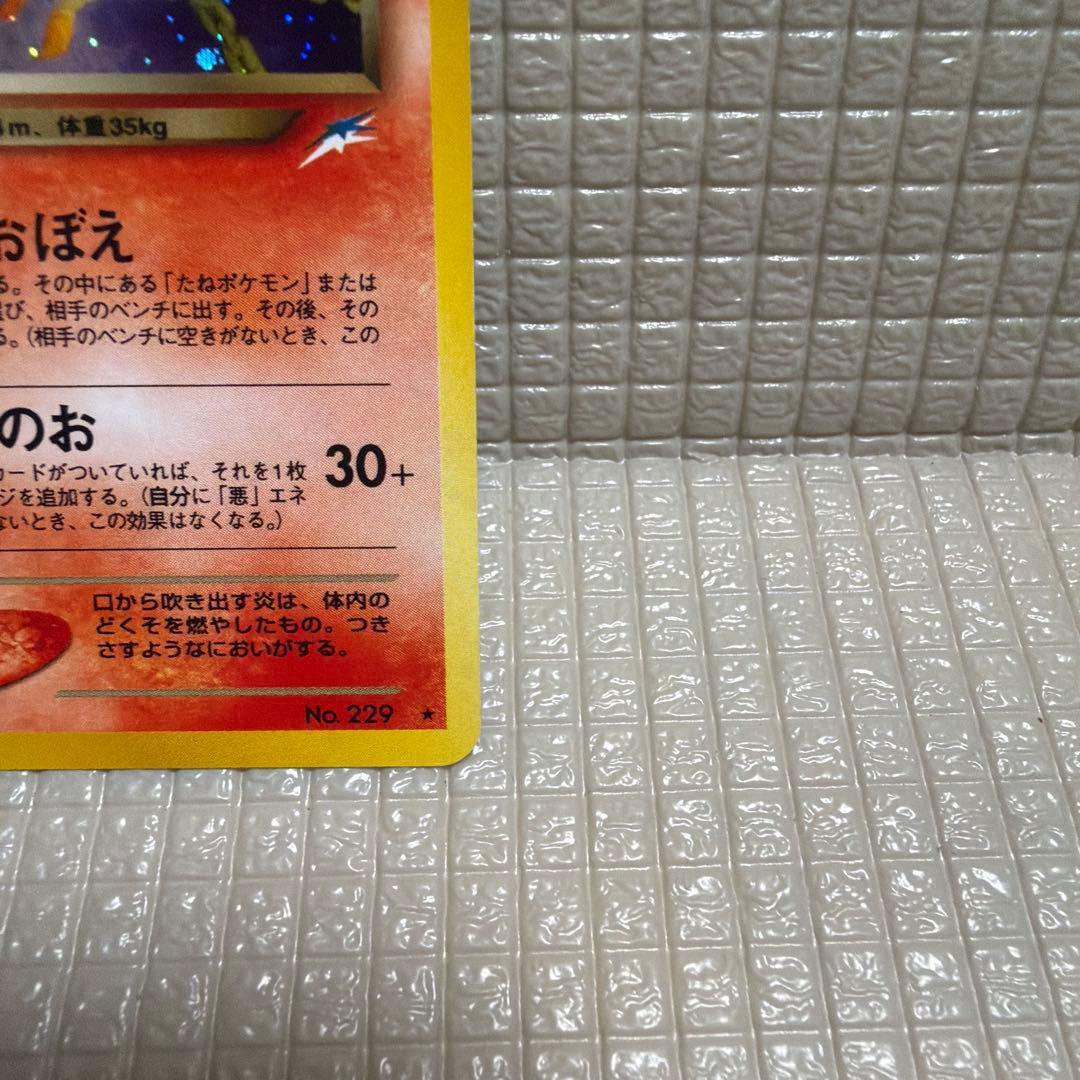 m、体重35kg
おぼえ
る。その中にある「たねポケモン」または
び、相手のベンチに出す。その後、その
る。(相手のベンチに空きがないとき、この
のお
カードがついていれば、それを1枚
ジを追加する。(自分に「悪」エネ
ないとき、この効果はなくなる。)
30+
口から吹き出す炎は、体内の
どくそを燃やしたもの。つき
さすようなにおいがする。
No. 229 ★